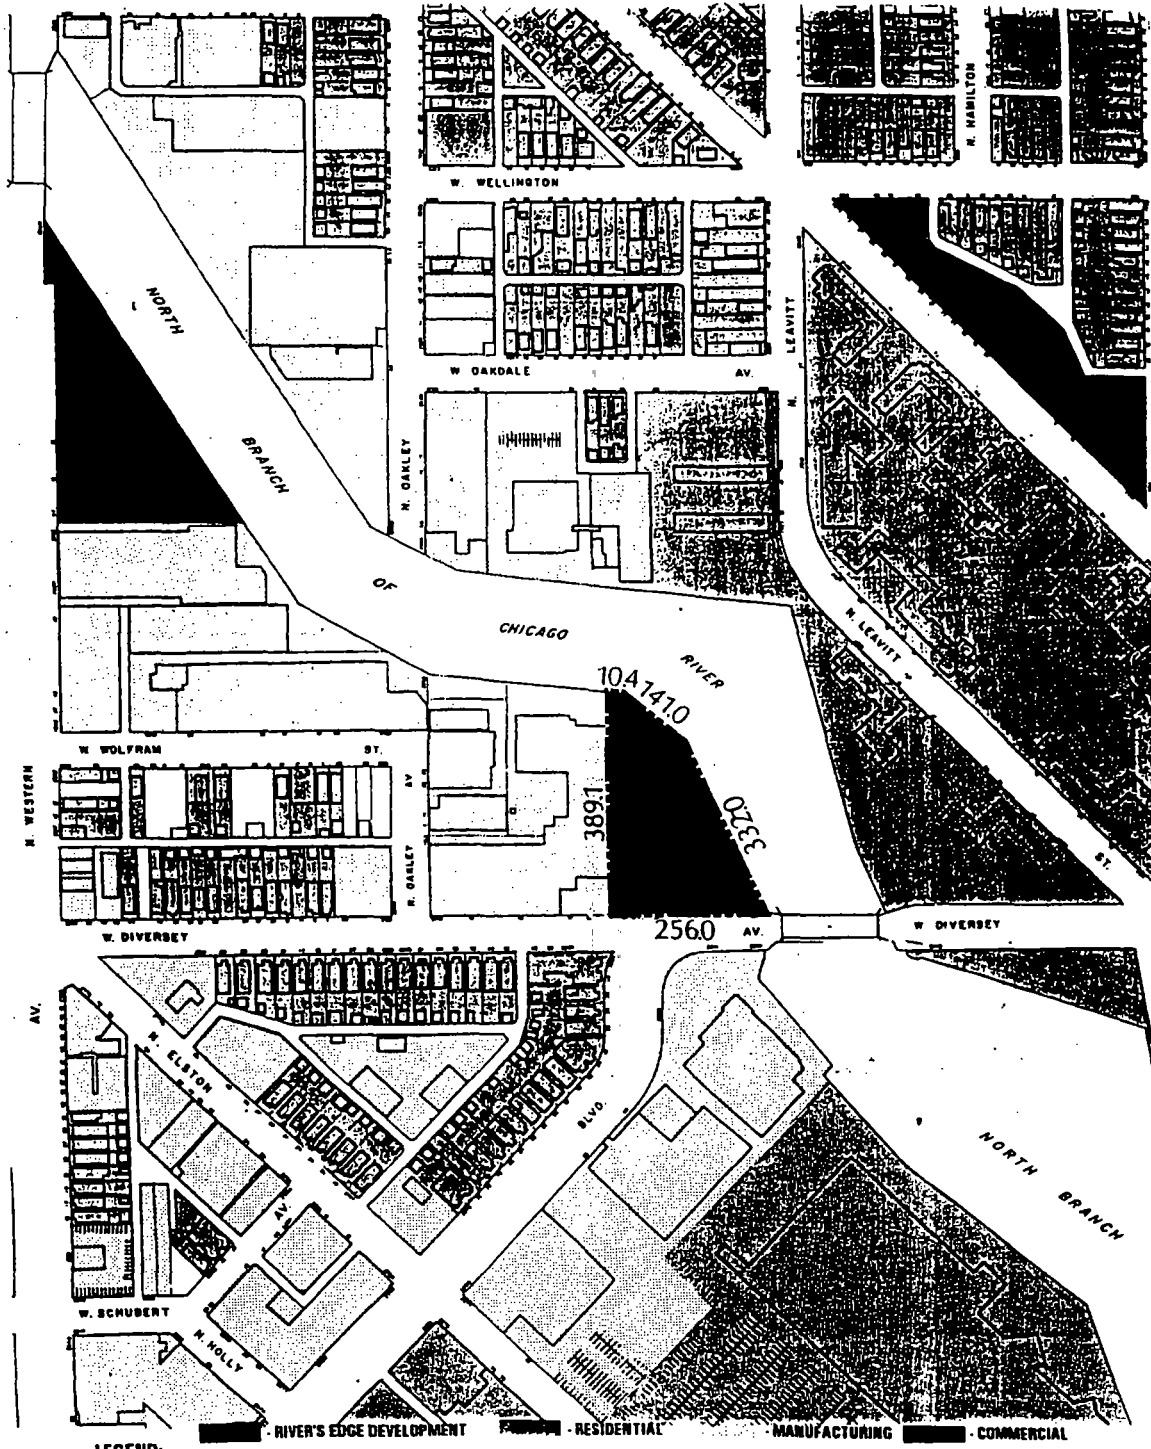 N. HAMILTON
W. WELLINGTON
NORTH
N. LEAVITT
W. OAKDALE AV.
BRANCH
N. OAKLEY
OF
CHICAGO
RIVER
N. LEAVITT ST.
10.4 141.0
W. WOLFRAM ST.
N. WESTERN AV.
N. OAKLEY AV
389.1
332.0
W. DIVERSEY
256.0
AV.
W DIVERSEY
N. ELSTON AV.
BLVD.
NORTH
BRANCH
W. SCHUBERT
N. HOLLY
- RIVER'S EDGE DEVELOPMENT - RESIDENTIAL - MANUFACTURING - COMMERCIAL
LEGEND: